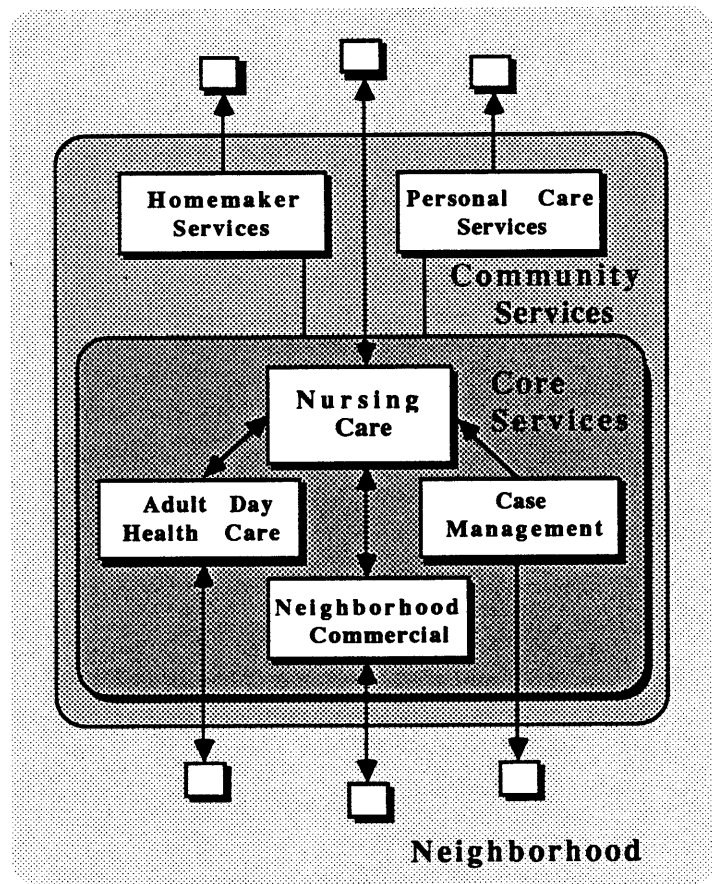 Homemaker
Services
Personal Care
Services
Community
Services
Core
Services
Nursing
Care
Adult Day
Health Care
Case
Management
Neighborhood
Commercial
Neighborhood